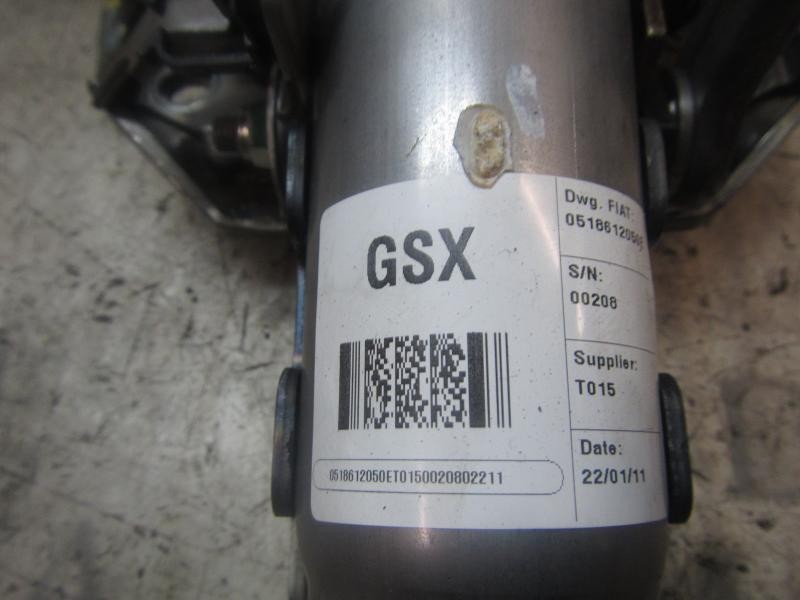 GSX
Dwg. FIAT:
S/N:
00208
Supplier:
T015
Date:
22/01/11
0518612050ET0150020802211